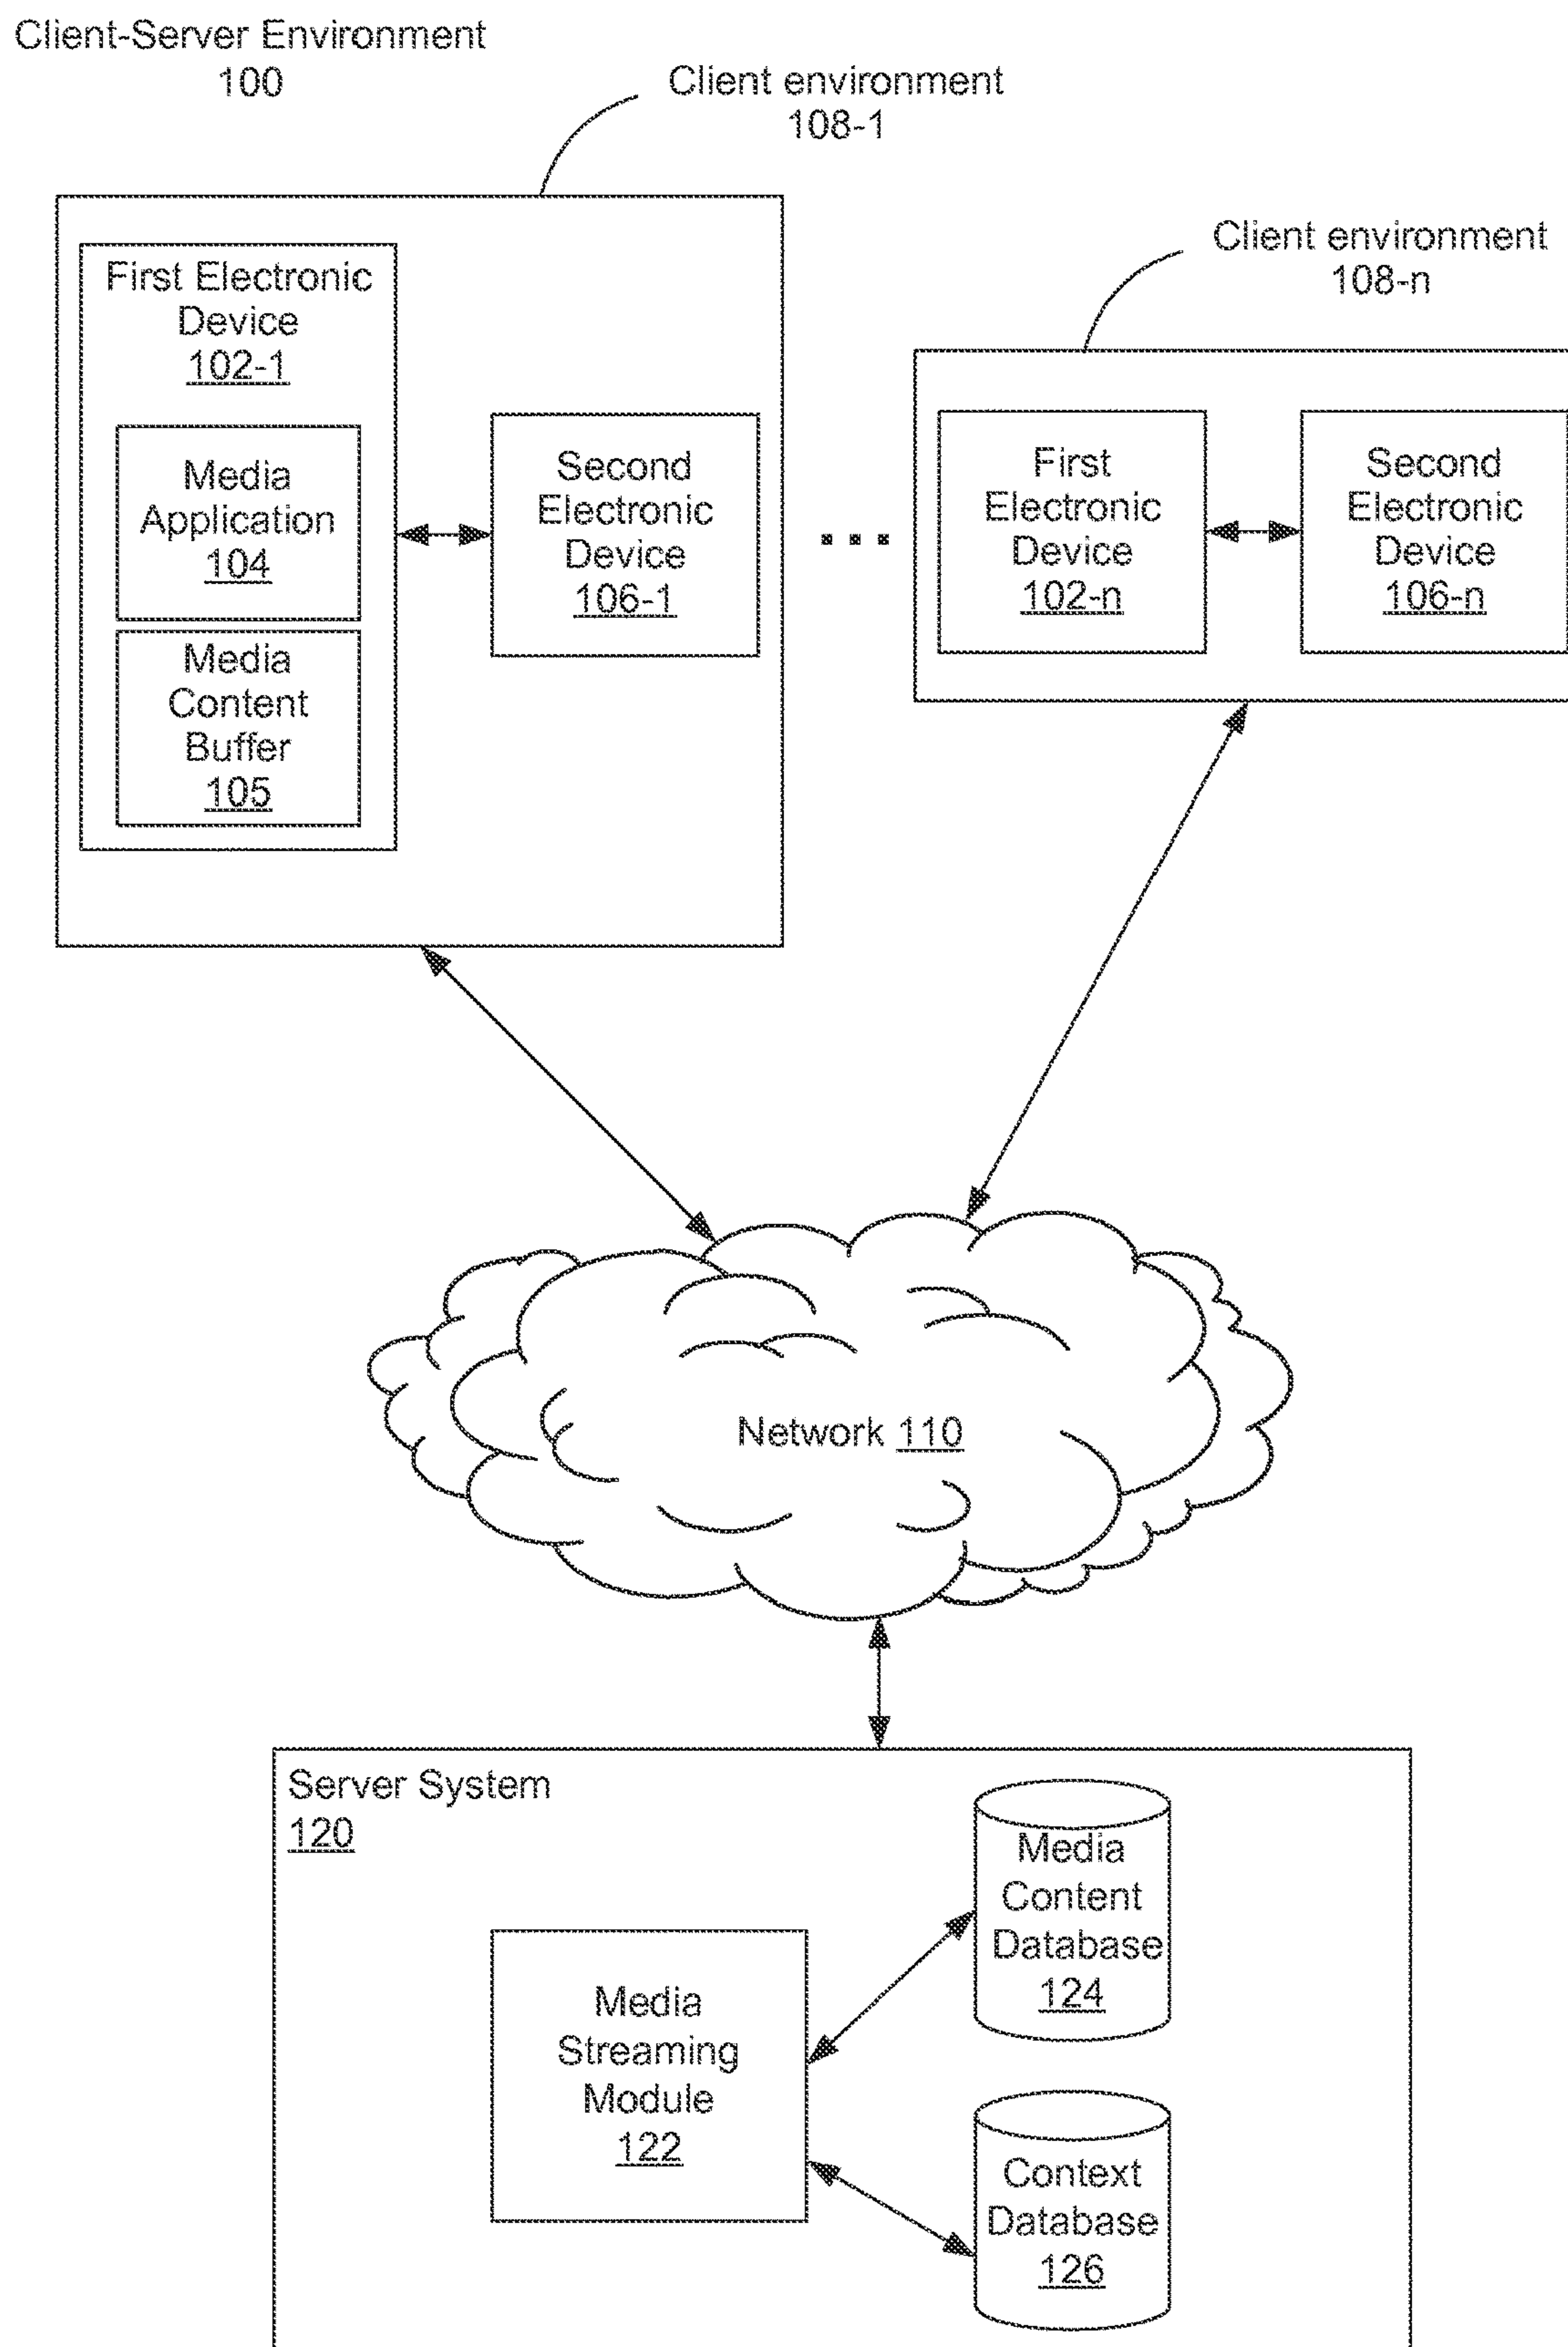 Client-Server Environment
100
Client environment
108-1
Client environment
108-n
First Electronic
Device
102-1
Media
Application
104
Media
Content
Buffer
105
Second
Electronic
Device
106-1
...
First
Electronic
Device
102-n
Second
Electronic
Device
106-n
Network 110
Server System
120
Media
Streaming
Module
122
Media
Content
Database
124
Context
Database
126